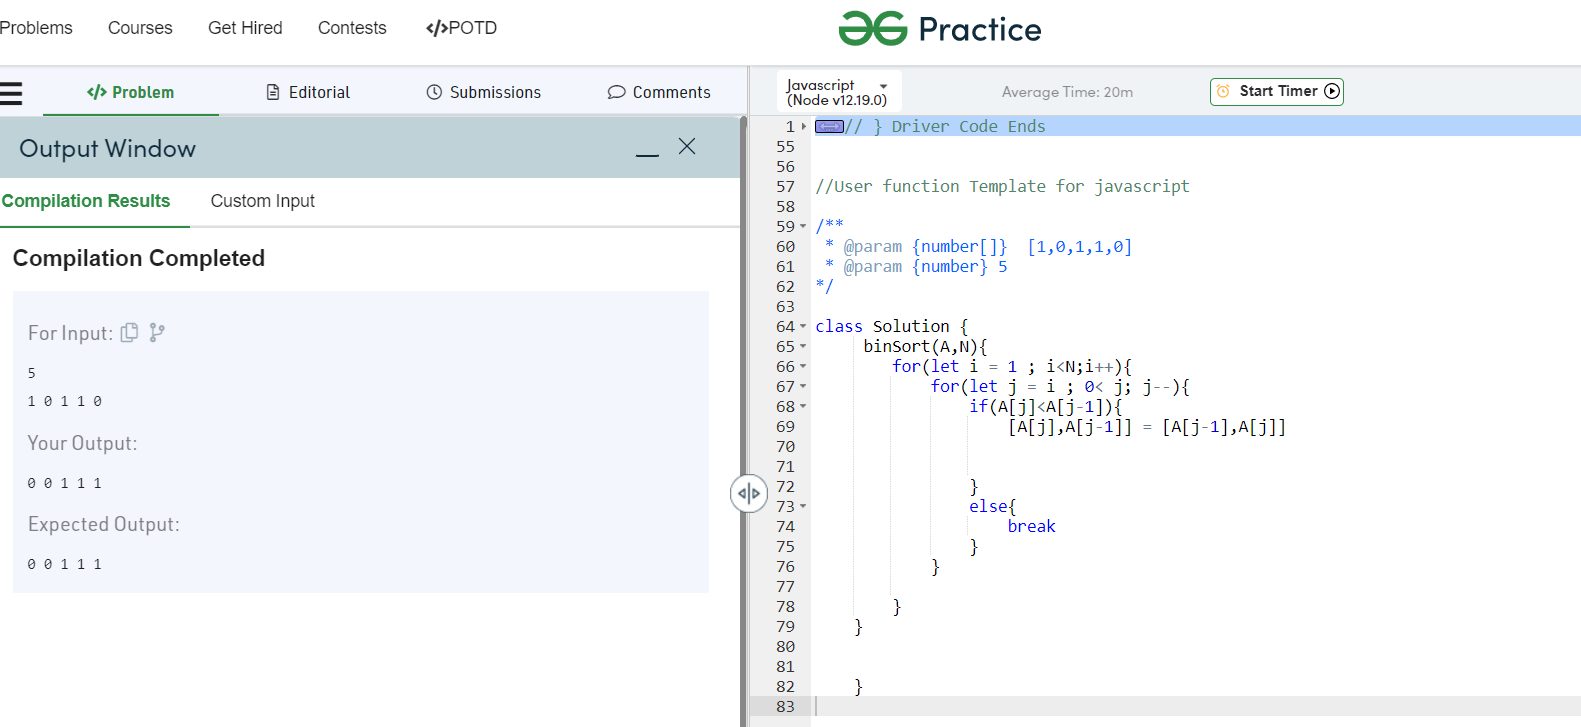 Problems Courses Get Hired Contests </>POTD
Practice
</> Problem Editorial Submissions Comments
Output Window
Compilation Results Custom Input
Compilation Completed
For Input:
5
1 0 1 1 0
Your Output:
0 0 1 1 1
Expected Output:
0 0 1 1 1
Javascript
(Node v12.19.0)
Average Time: 20m
Start Timer
1 // } Driver Code Ends
55
56
57 //User function Template for javascript
58
59 /**
60  * @param {number[]}  [1,0,1,1,0]
61  * @param {number} 5
62 */
63
64 class Solution {
65     binSort(A,N){
66        for(let i = 1 ; i<N;i++){
67            for(let j = i ; 0< j; j--){
68                if(A[j]<A[j-1]){
69                    [A[j],A[j-1]] = [A[j-1],A[j]]
70
71
72                }
73                else{
74                    break
75                }
76            }
77
78        }
79    }
80
81
82    }
83